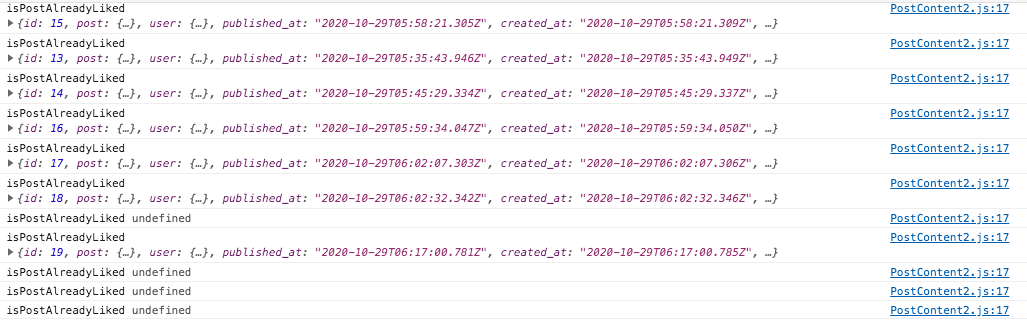 isPostAlreadyLiked PostContent2.js:17
▶{id: 15, post: {…}, user: {…}, published_at: "2020-10-29T05:58:21.305Z", created_at: "2020-10-29T05:58:21.309Z", …}
isPostAlreadyLiked PostContent2.js:17
▶{id: 13, post: {…}, user: {…}, published_at: "2020-10-29T05:35:43.946Z", created_at: "2020-10-29T05:35:43.949Z", …}
isPostAlreadyLiked PostContent2.js:17
▶{id: 14, post: {…}, user: {…}, published_at: "2020-10-29T05:45:29.334Z", created_at: "2020-10-29T05:45:29.337Z", …}
isPostAlreadyLiked PostContent2.js:17
▶{id: 16, post: {…}, user: {…}, published_at: "2020-10-29T05:59:34.047Z", created_at: "2020-10-29T05:59:34.050Z", …}
isPostAlreadyLiked PostContent2.js:17
▶{id: 17, post: {…}, user: {…}, published_at: "2020-10-29T06:02:07.303Z", created_at: "2020-10-29T06:02:07.306Z", …}
isPostAlreadyLiked PostContent2.js:17
▶{id: 18, post: {…}, user: {…}, published_at: "2020-10-29T06:02:32.342Z", created_at: "2020-10-29T06:02:32.346Z", …}
isPostAlreadyLiked undefined PostContent2.js:17
isPostAlreadyLiked PostContent2.js:17
▶{id: 19, post: {…}, user: {…}, published_at: "2020-10-29T06:17:00.781Z", created_at: "2020-10-29T06:17:00.785Z", …}
isPostAlreadyLiked undefined PostContent2.js:17
isPostAlreadyLiked undefined PostContent2.js:17
isPostAlreadyLiked undefined PostContent2.js:17